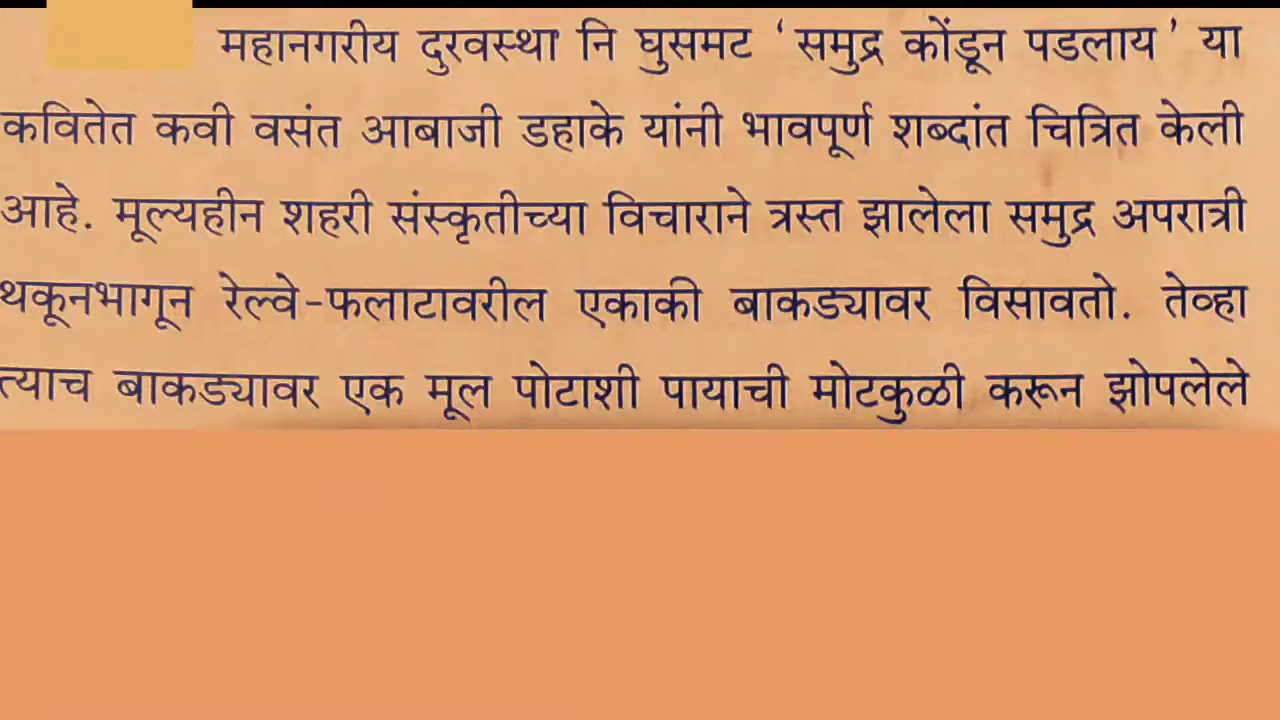 महानगरीय दुरवस्था नि घुसमट ‘समुद्र कोंडून पडलाय’ या
कवितेत कवी वसंत आबाजी डहाके यांनी भावपूर्ण शब्दांत चित्रित केली
आहे. मूल्यहीन शहरी संस्कृतीच्या विचाराने त्रस्त झालेला समुद्र अपरात्री
थकूनभागून रेल्वे-फलाटावरील एकाकी बाकड्यावर विसावतो. तेव्हा
त्याच बाकड्यावर एक मूल पोटाशी पायाची मोटकुळी करून झोपलेले